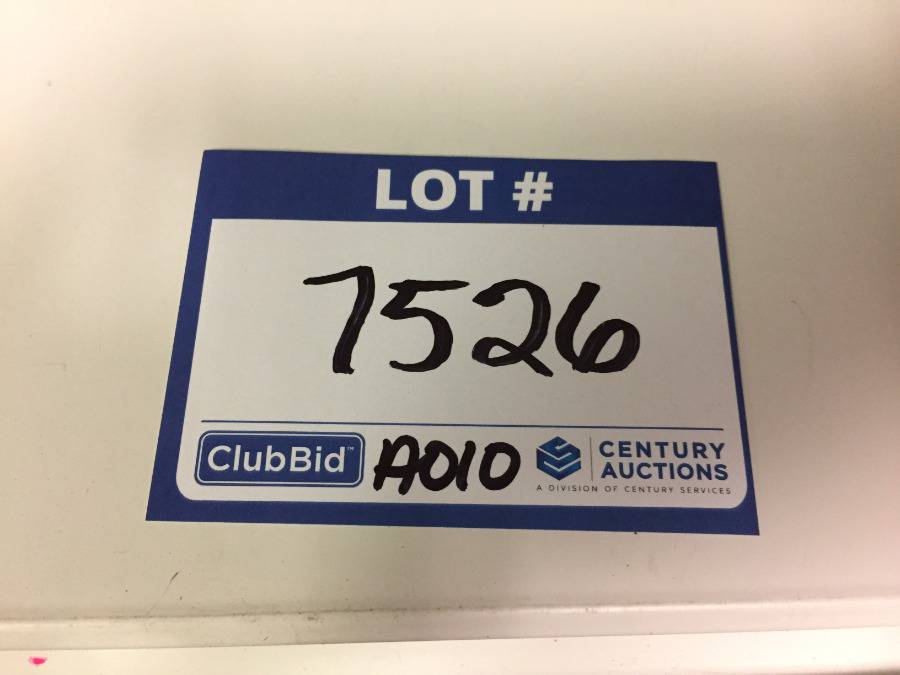 LOT #
7526
ClubBid™ A010 CENTURY AUCTIONS
A DIVISION OF CENTURY SERVICES